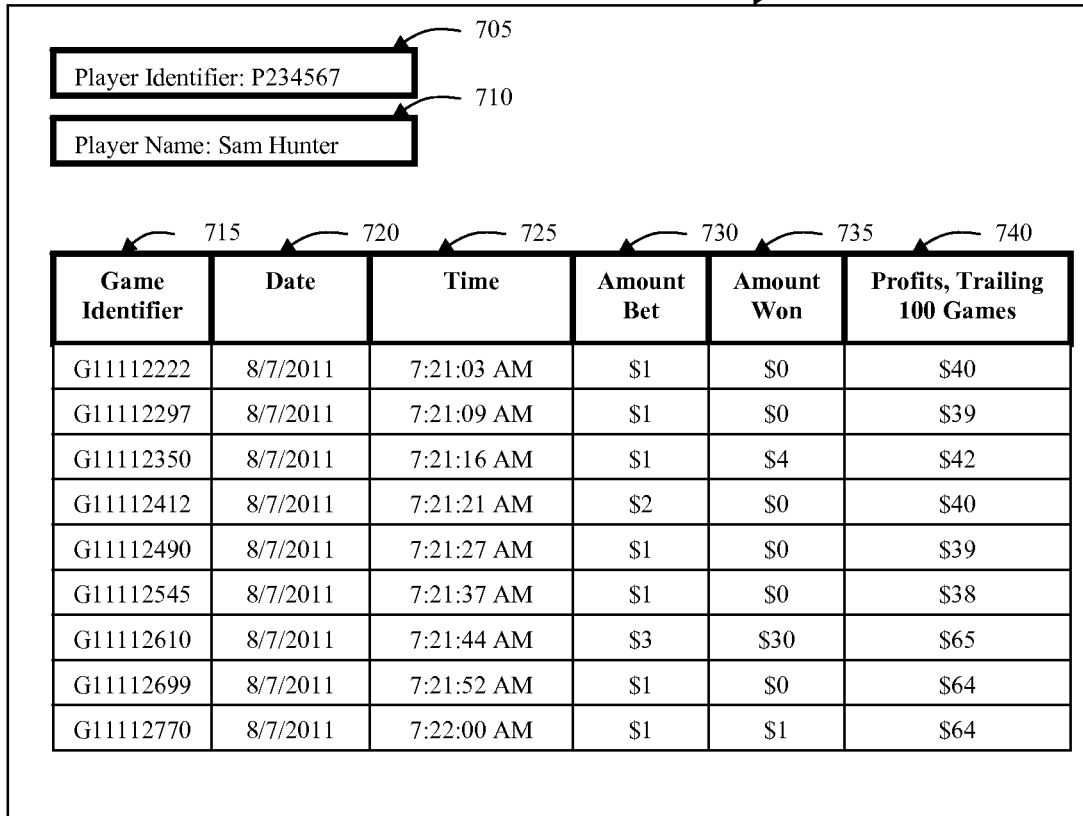 705
Player Identifier: P234567
710
Player Name: Sam Hunter
715 720 725 730 735 740
Game Identifier Date Time Amount Bet Amount Won Profits, Trailing 100 Games
G11112222 8/7/2011 7:21:03 AM $1 $0 $40
G11112297 8/7/2011 7:21:09 AM $1 $0 $39
G11112350 8/7/2011 7:21:16 AM $1 $4 $42
G11112412 8/7/2011 7:21:21 AM $2 $0 $40
G11112490 8/7/2011 7:21:27 AM $1 $0 $39
G11112545 8/7/2011 7:21:37 AM $1 $0 $38
G11112610 8/7/2011 7:21:44 AM $3 $30 $65
G11112699 8/7/2011 7:21:52 AM $1 $0 $64
G11112770 8/7/2011 7:22:00 AM $1 $1 $64